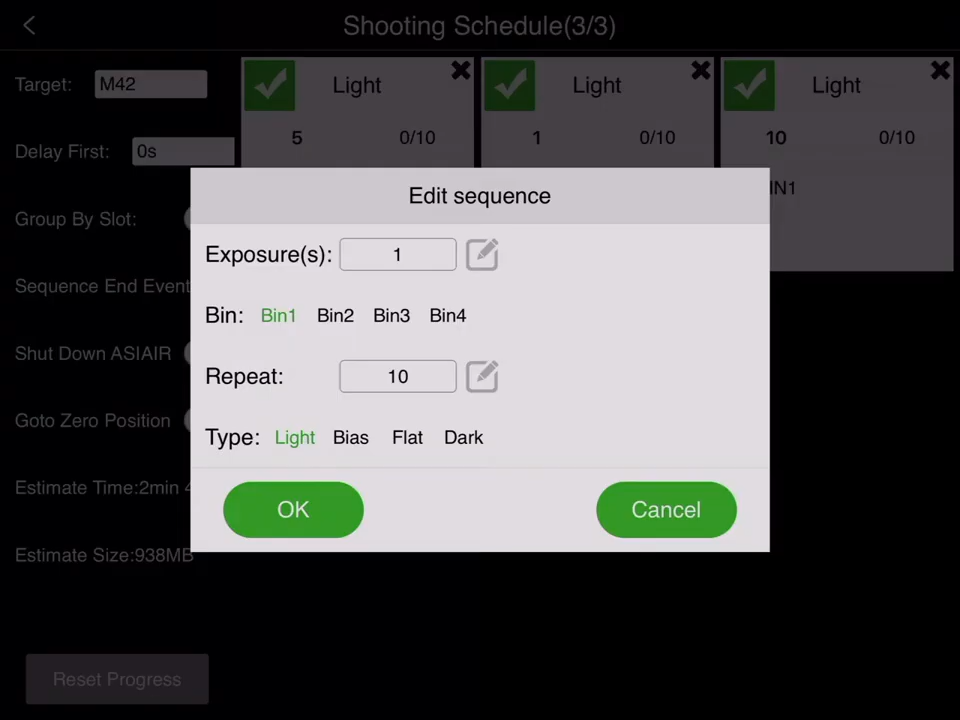 Shooting Schedule(3/3)
Target: M42
Delay First: 0s
Group By Slot:
Sequence End Event
Shut Down ASIAIR
Goto Zero Position
Estimate Time:2min 4
Estimate Size:938MB
Reset Progress
Light
5 0/10
Light
1 0/10
Light
10 0/10
IN1
Edit sequence
Exposure(s): 1
Bin: Bin1 Bin2 Bin3 Bin4
Repeat: 10
Type: Light Bias Flat Dark
OK Cancel